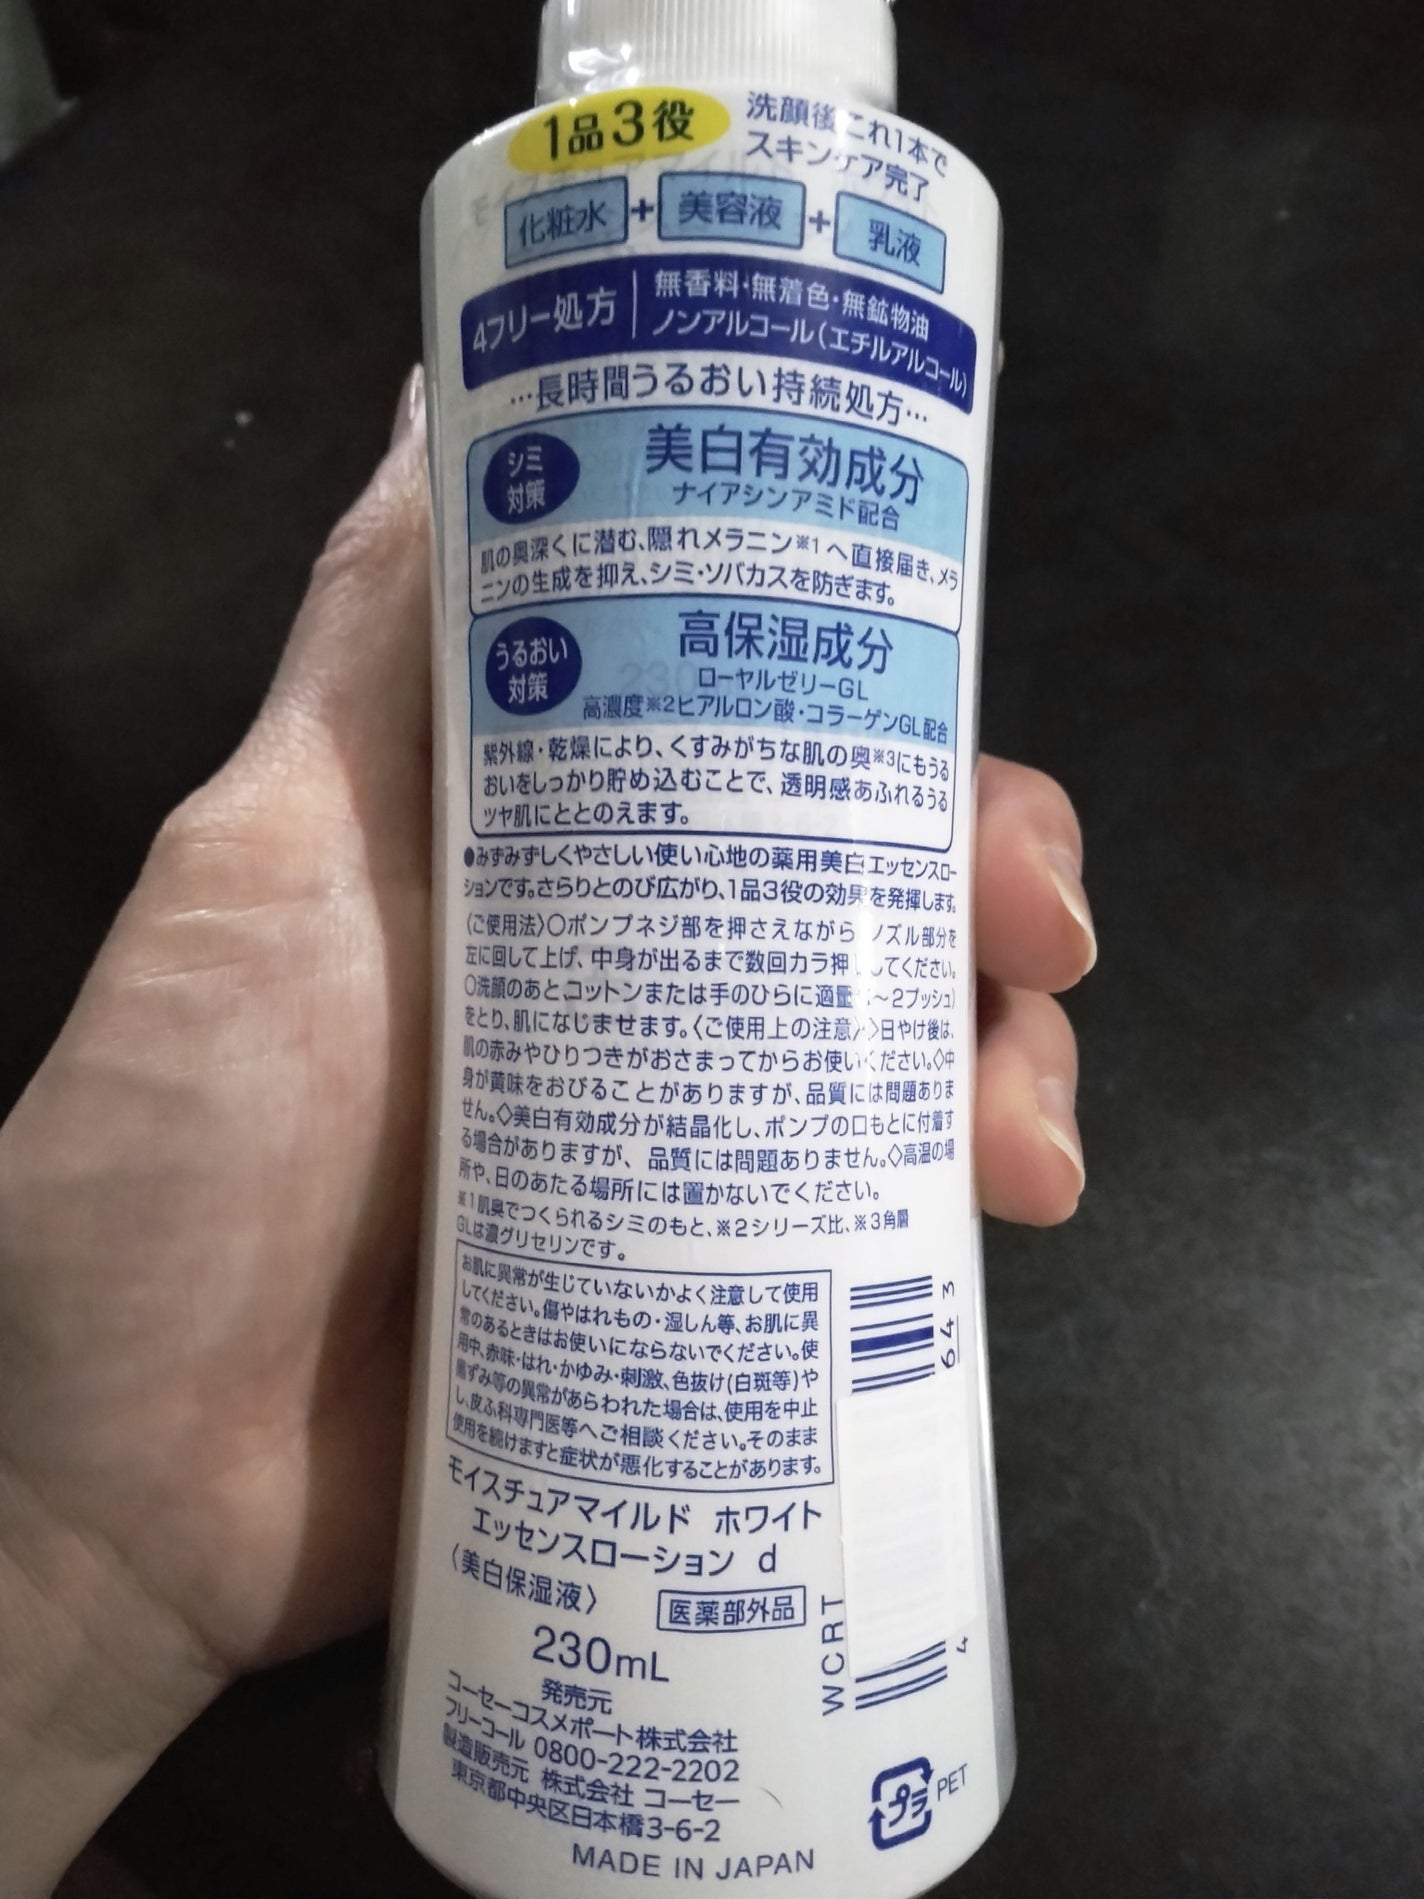 1品3役
洗顔後これ1本で
スキンケア完了
化粧水+美容液+乳液
4フリー処方
無香料・無着色・無鉱物油
ノンアルコール(エチルアルコール)
…長時間うるおい持続処方…
シミ
対策
美白有効成分
ナイアシンアミド配合
肌の奥深くに潜む、隠れメラニン※1へ直接届き、メラ
ニンの生成を抑え、シミ・ソバカスを防ぎます。
うるおい
対策
高保湿成分
ローヤルゼリーGL
高濃度※2ヒアルロン酸・コラーゲンGL配合
紫外線・乾燥により、くすみがちな肌の奥※3にもうる
おいをしっかり貯め込むことで、透明感あふれるうる
ツヤ肌にととのえます。
●みずみずしくやさしい使い心地の薬用美白エッセンスロー
ションです。さらりとのび広がり、1品3役の効果を発揮します。
〈ご使用法〉○ポンプネジ部を押さえながら ノズル部分を
左に回して上げ、中身が出るまで数回カラ押 してください。
○洗顔のあと、コットンまたは手のひらに適量 ~2プッシュ)
をとり、肌になじませます。〈ご使用上の注意〉◇日やけ後は、
肌の赤みやひりつきがおさまってからお使いください。◇中
身が黄味をおびることがありますが、品質には問題ありま
せん。◇美白有効成分が結晶化し、ポンプの口もとに付着す
る場合がありますが、品質には問題ありません。◇高温の場
所や、日のあたる場所には置かないでください。
※1肌奥でつくられるシミのもと、※2シリーズ比、※3角層
GLは濃グリセリンです。
お肌に異常が生じていないかよく注意して使用
してください。傷やはれもの・湿しん等、お肌に異
常のあるときはお使いにならないでください。使
用中、赤味・はれ・かゆみ・刺激、色抜け(白斑等)や
黒ずみ等の異常があらわれた場合は、使用を中止
し、皮ふ科専門医等へご相談ください。そのまま
使用を続けますと症状が悪化することがあります。
モイスチュアマイルド ホワイト
エッセンスローション d
〈美白保湿液〉
医薬部外品
230mL
発売元
コーセーコスメポート株式会社
フリーコール 0800-222-2202
製造販売元 株式会社 コーセー
東京都中央区日本橋3-6-2
MADE IN JAPAN
WCRT
643
4
プラ
PET